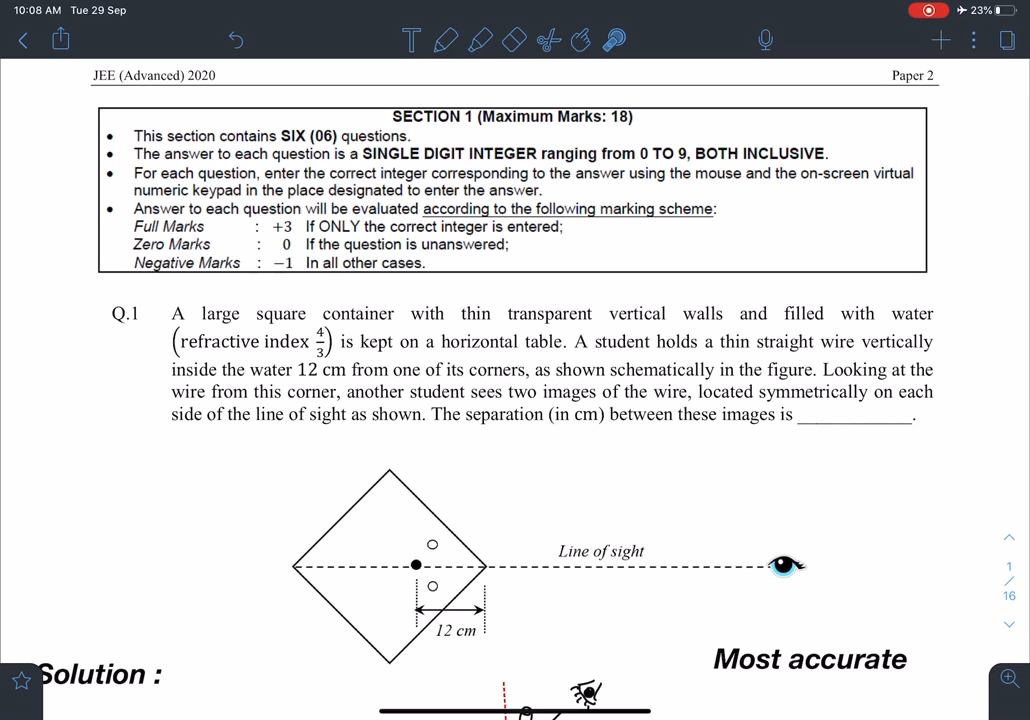 10:08 AM Tue 29 Sep
23%
JEE (Advanced) 2020 Paper 2
SECTION 1 (Maximum Marks: 18)
• This section contains SIX (06) questions.
• The answer to each question is a SINGLE DIGIT INTEGER ranging from 0 TO 9, BOTH INCLUSIVE.
• For each question, enter the correct integer corresponding to the answer using the mouse and the on-screen virtual
numeric keypad in the place designated to enter the answer.
• Answer to each question will be evaluated according to the following marking scheme:
Full Marks : +3 If ONLY the correct integer is entered;
Zero Marks : 0 If the question is unanswered;
Negative Marks : −1 In all other cases.
Q.1 A large square container with thin transparent vertical walls and filled with water
(refractive index 4/3) is kept on a horizontal table. A student holds a thin straight wire vertically
inside the water 12 cm from one of its corners, as shown schematically in the figure. Looking at the
wire from this corner, another student sees two images of the wire, located symmetrically on each
side of the line of sight as shown. The separation (in cm) between these images is ____________.
Line of sight
1
/
16
12 cm
Most accurate
Solution :